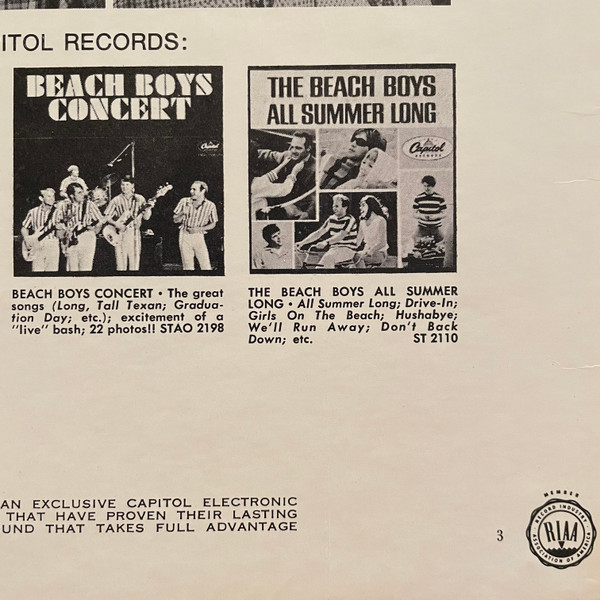 ITOL RECORDS:
BEACH BOYS
CONCERT
Capitol
THE BEACH BOYS
ALL SUMMER LONG
Capitol
RECORDS
BEACH BOYS CONCERT • The great
songs (Long, Tall Texan; Gradua-
tion Day; etc.); excitement of a
"live" bash; 22 photos!! STAO 2198
THE BEACH BOYS ALL SUMMER
LONG • All Summer Long; Drive-In;
Girls On The Beach; Hushabye;
We'll Run Away; Don't Back
Down; etc. ST 2110
AN EXCLUSIVE CAPITOL ELECTRONIC
THAT HAVE PROVEN THEIR LASTING
UND THAT TAKES FULL ADVANTAGE
3
MEMBER
RECORD INDUSTRY
RIAA
ASSOCIATION OF AMERICA